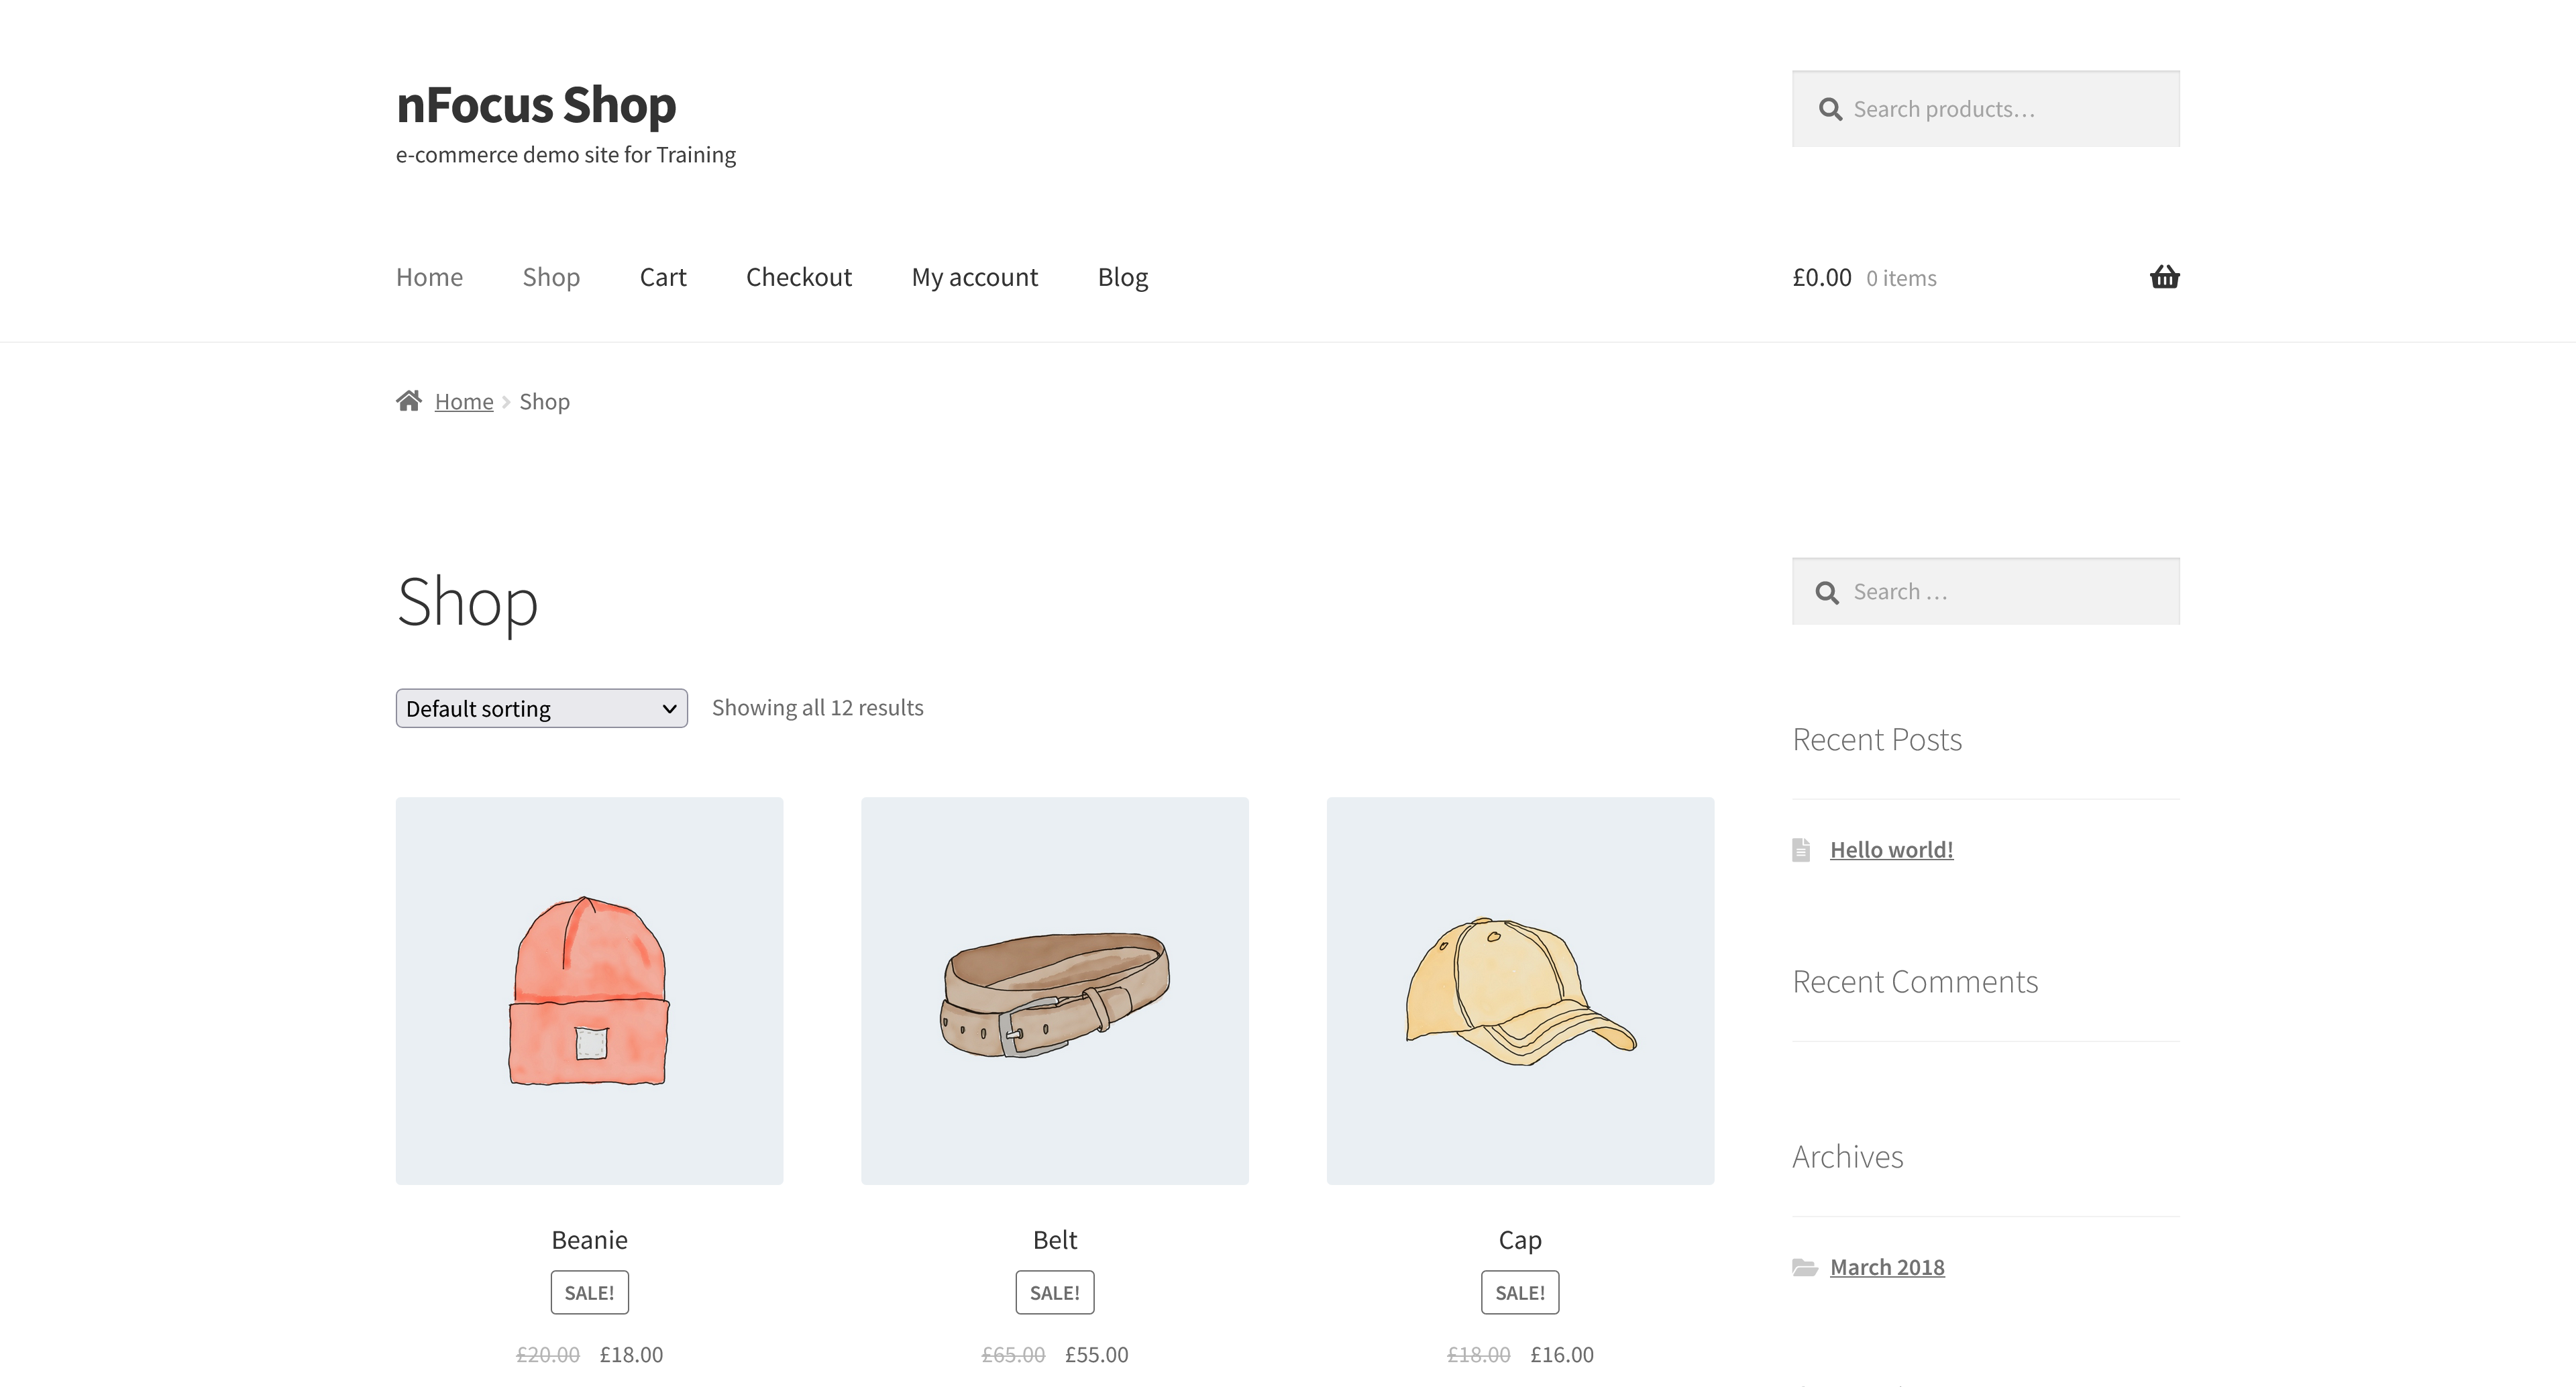 nFocus Shop
e-commerce demo site for Training
Search products…
Home Shop Cart Checkout My account Blog
£0.00 0 items
Home Shop
Shop
Default sorting Showing all 12 results
Beanie
SALE!
£20.00 £18.00
Belt
SALE!
£65.00 £55.00
Cap
SALE!
£18.00 £16.00
Search …
Recent Posts
Hello world!
Recent Comments
Archives
March 2018